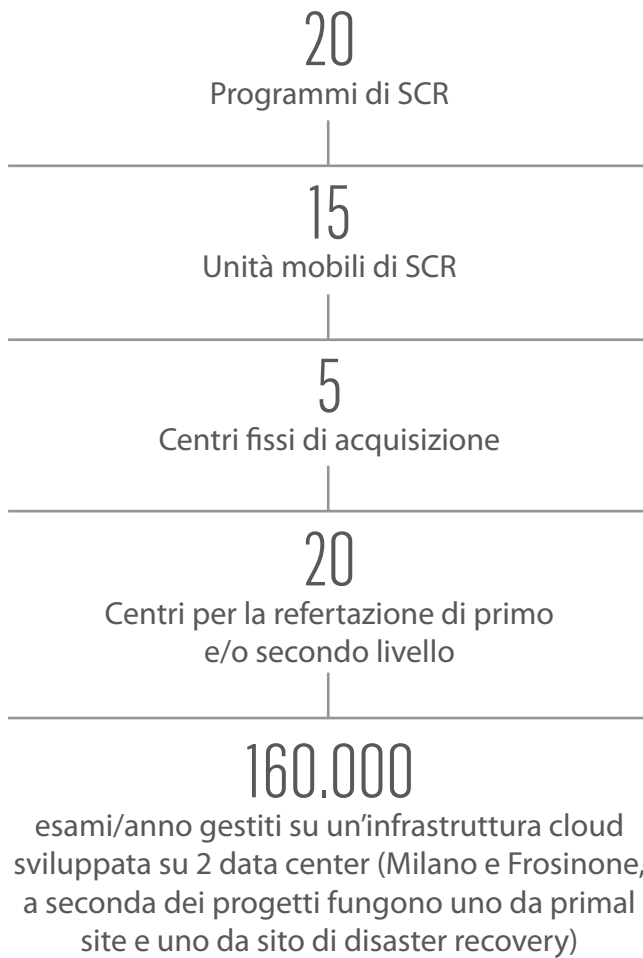 20
Programmi di SCR
15
Unità mobili di SCR
5
Centri fissi di acquisizione
20
Centri per la refertazione di primo
e/o secondo livello
160.000
esami/anno gestiti su un’infrastruttura cloud
sviluppata su 2 data center (Milano e Frosinone,
a seconda dei progetti fungono uno da primal
site e uno da sito di disaster recovery)